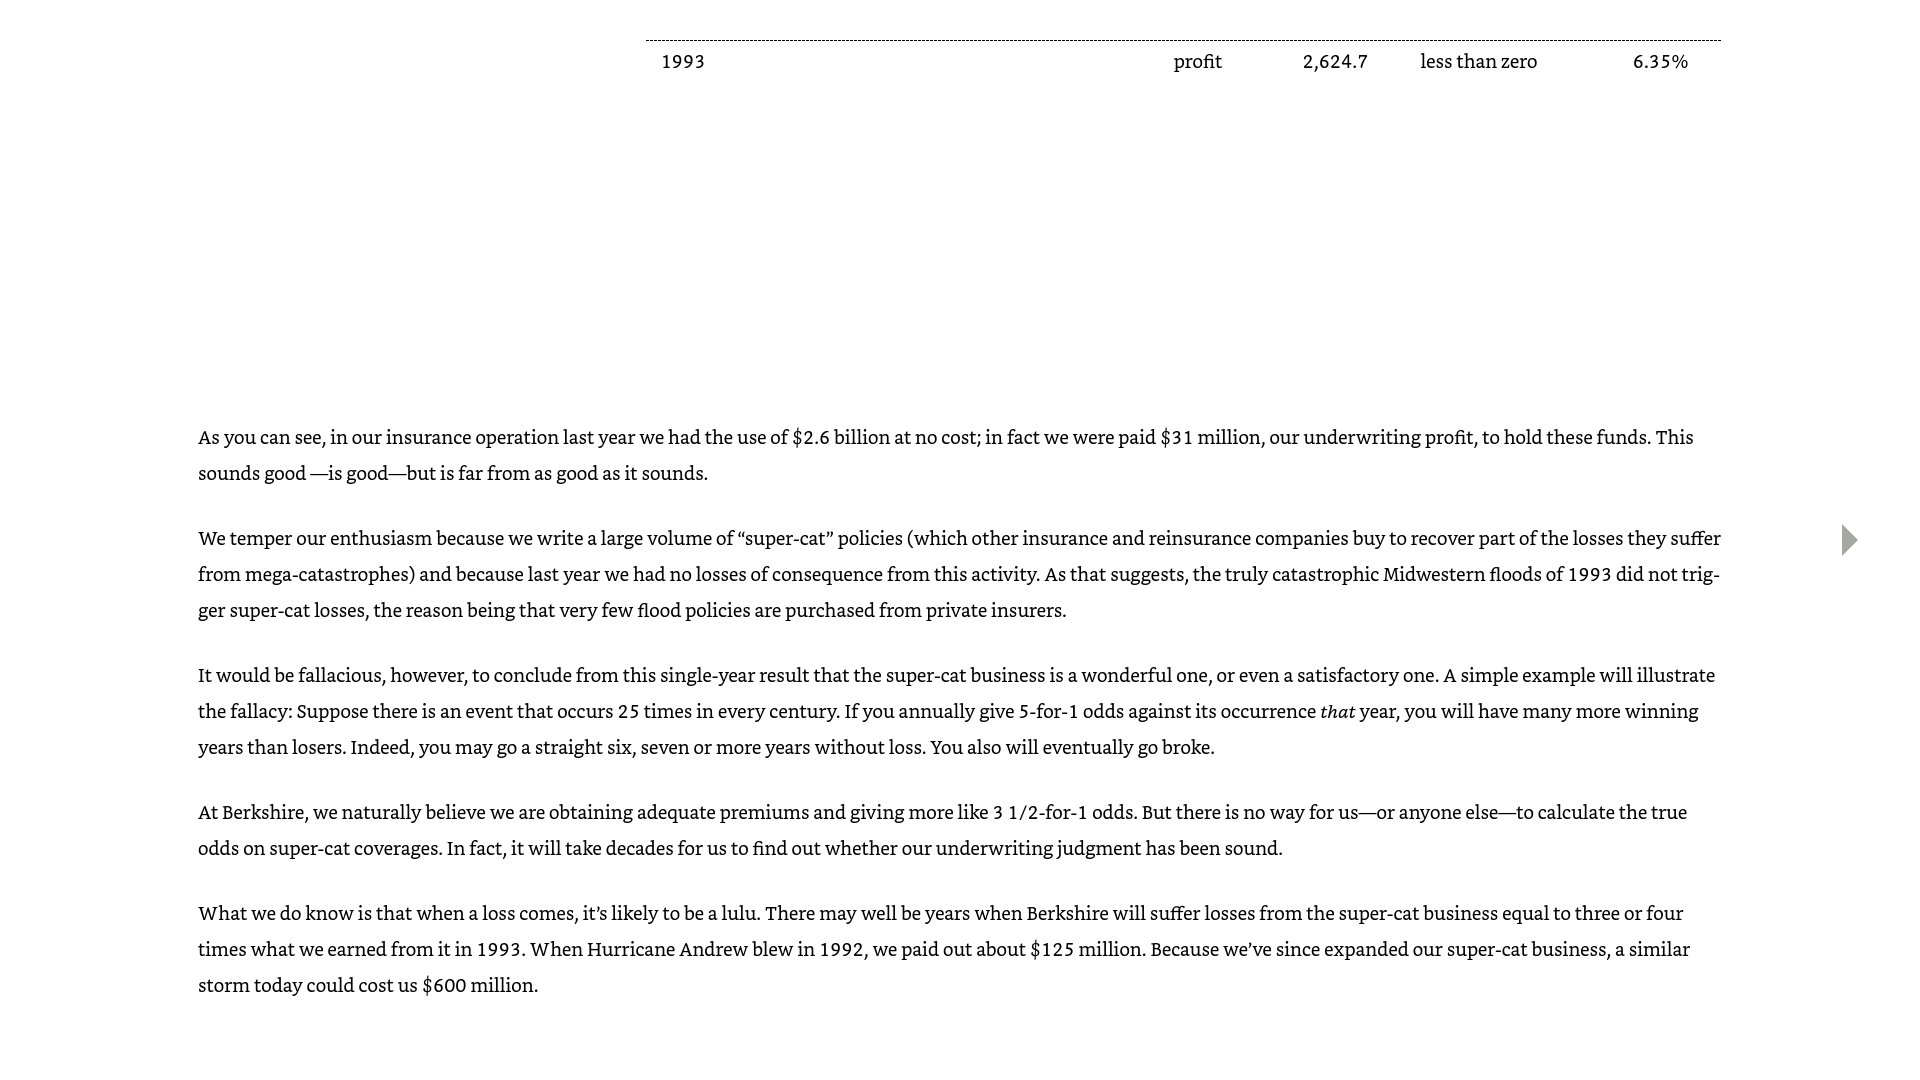 1993 profit 2,624.7 less than zero 6.35%
As you can see, in our insurance operation last year we had the use of $2.6 billion at no cost; in fact we were paid $31 million, our underwriting profit, to hold these funds. This
sounds good —is good—but is far from as good as it sounds.
We temper our enthusiasm because we write a large volume of “super-cat” policies (which other insurance and reinsurance companies buy to recover part of the losses they suffer
from mega-catastrophes) and because last year we had no losses of consequence from this activity. As that suggests, the truly catastrophic Midwestern floods of 1993 did not trig-
ger super-cat losses, the reason being that very few flood policies are purchased from private insurers.
It would be fallacious, however, to conclude from this single-year result that the super-cat business is a wonderful one, or even a satisfactory one. A simple example will illustrate
the fallacy: Suppose there is an event that occurs 25 times in every century. If you annually give 5-for-1 odds against its occurrence that year, you will have many more winning
years than losers. Indeed, you may go a straight six, seven or more years without loss. You also will eventually go broke.
At Berkshire, we naturally believe we are obtaining adequate premiums and giving more like 3 1/2-for-1 odds. But there is no way for us—or anyone else—to calculate the true
odds on super-cat coverages. In fact, it will take decades for us to find out whether our underwriting judgment has been sound.
What we do know is that when a loss comes, it’s likely to be a lulu. There may well be years when Berkshire will suffer losses from the super-cat business equal to three or four
times what we earned from it in 1993. When Hurricane Andrew blew in 1992, we paid out about $125 million. Because we’ve since expanded our super-cat business, a similar
storm today could cost us $600 million.